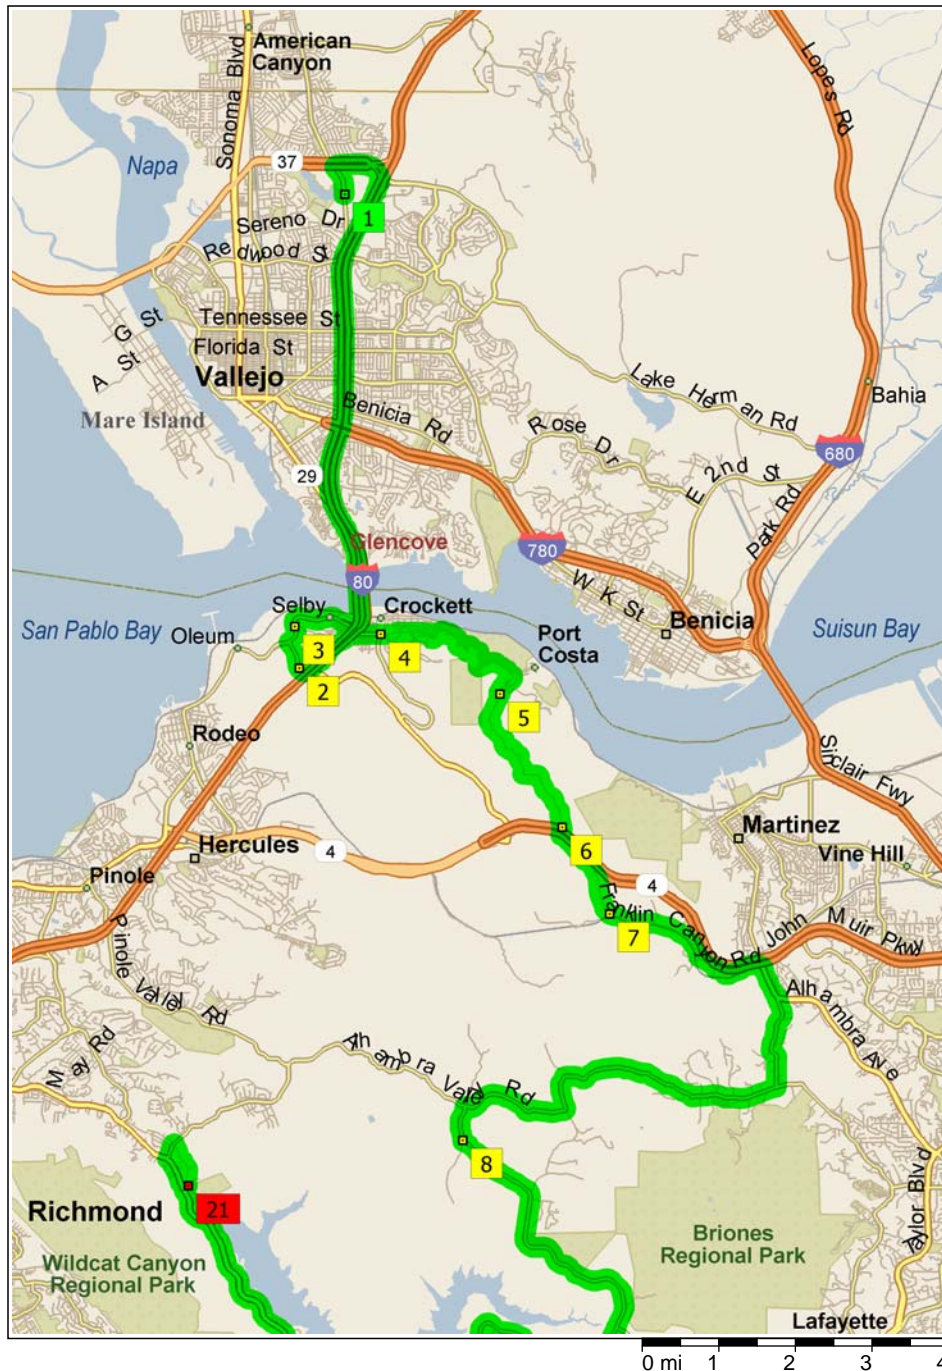 American
Canyon
Sonoma Blvd
Lopes Rd
37
Napa
1
Sereno Dr
Redwood St
Tennessee St
G St
Florida St
A St
Vallejo
Lake Herman Rd
Bahia
Benicia Rd
Mare Island
Rose Dr
680
E 2nd St
29
Park Rd
Glencove
780
80
W K St
Selby
Crockett
Benicia
San Pablo Bay
Oleum
Suisun Bay
3
4
Port
Costa
2
5
Rodeo
Sinclair Fwy
Martinez
Hercules
4
6
Vine Hill
Pinole
4
Franklin Canyon Rd
7
John Muir Pkwy
Pinole Valley Rd
Alhambra Ave
May Rd
Alhambra Valley Rd
8
21
Richmond
Taylor Blvd
Briones
Regional Park
Wildcat Canyon
Regional Park
Lafayette
0 mi 1 2 3 4